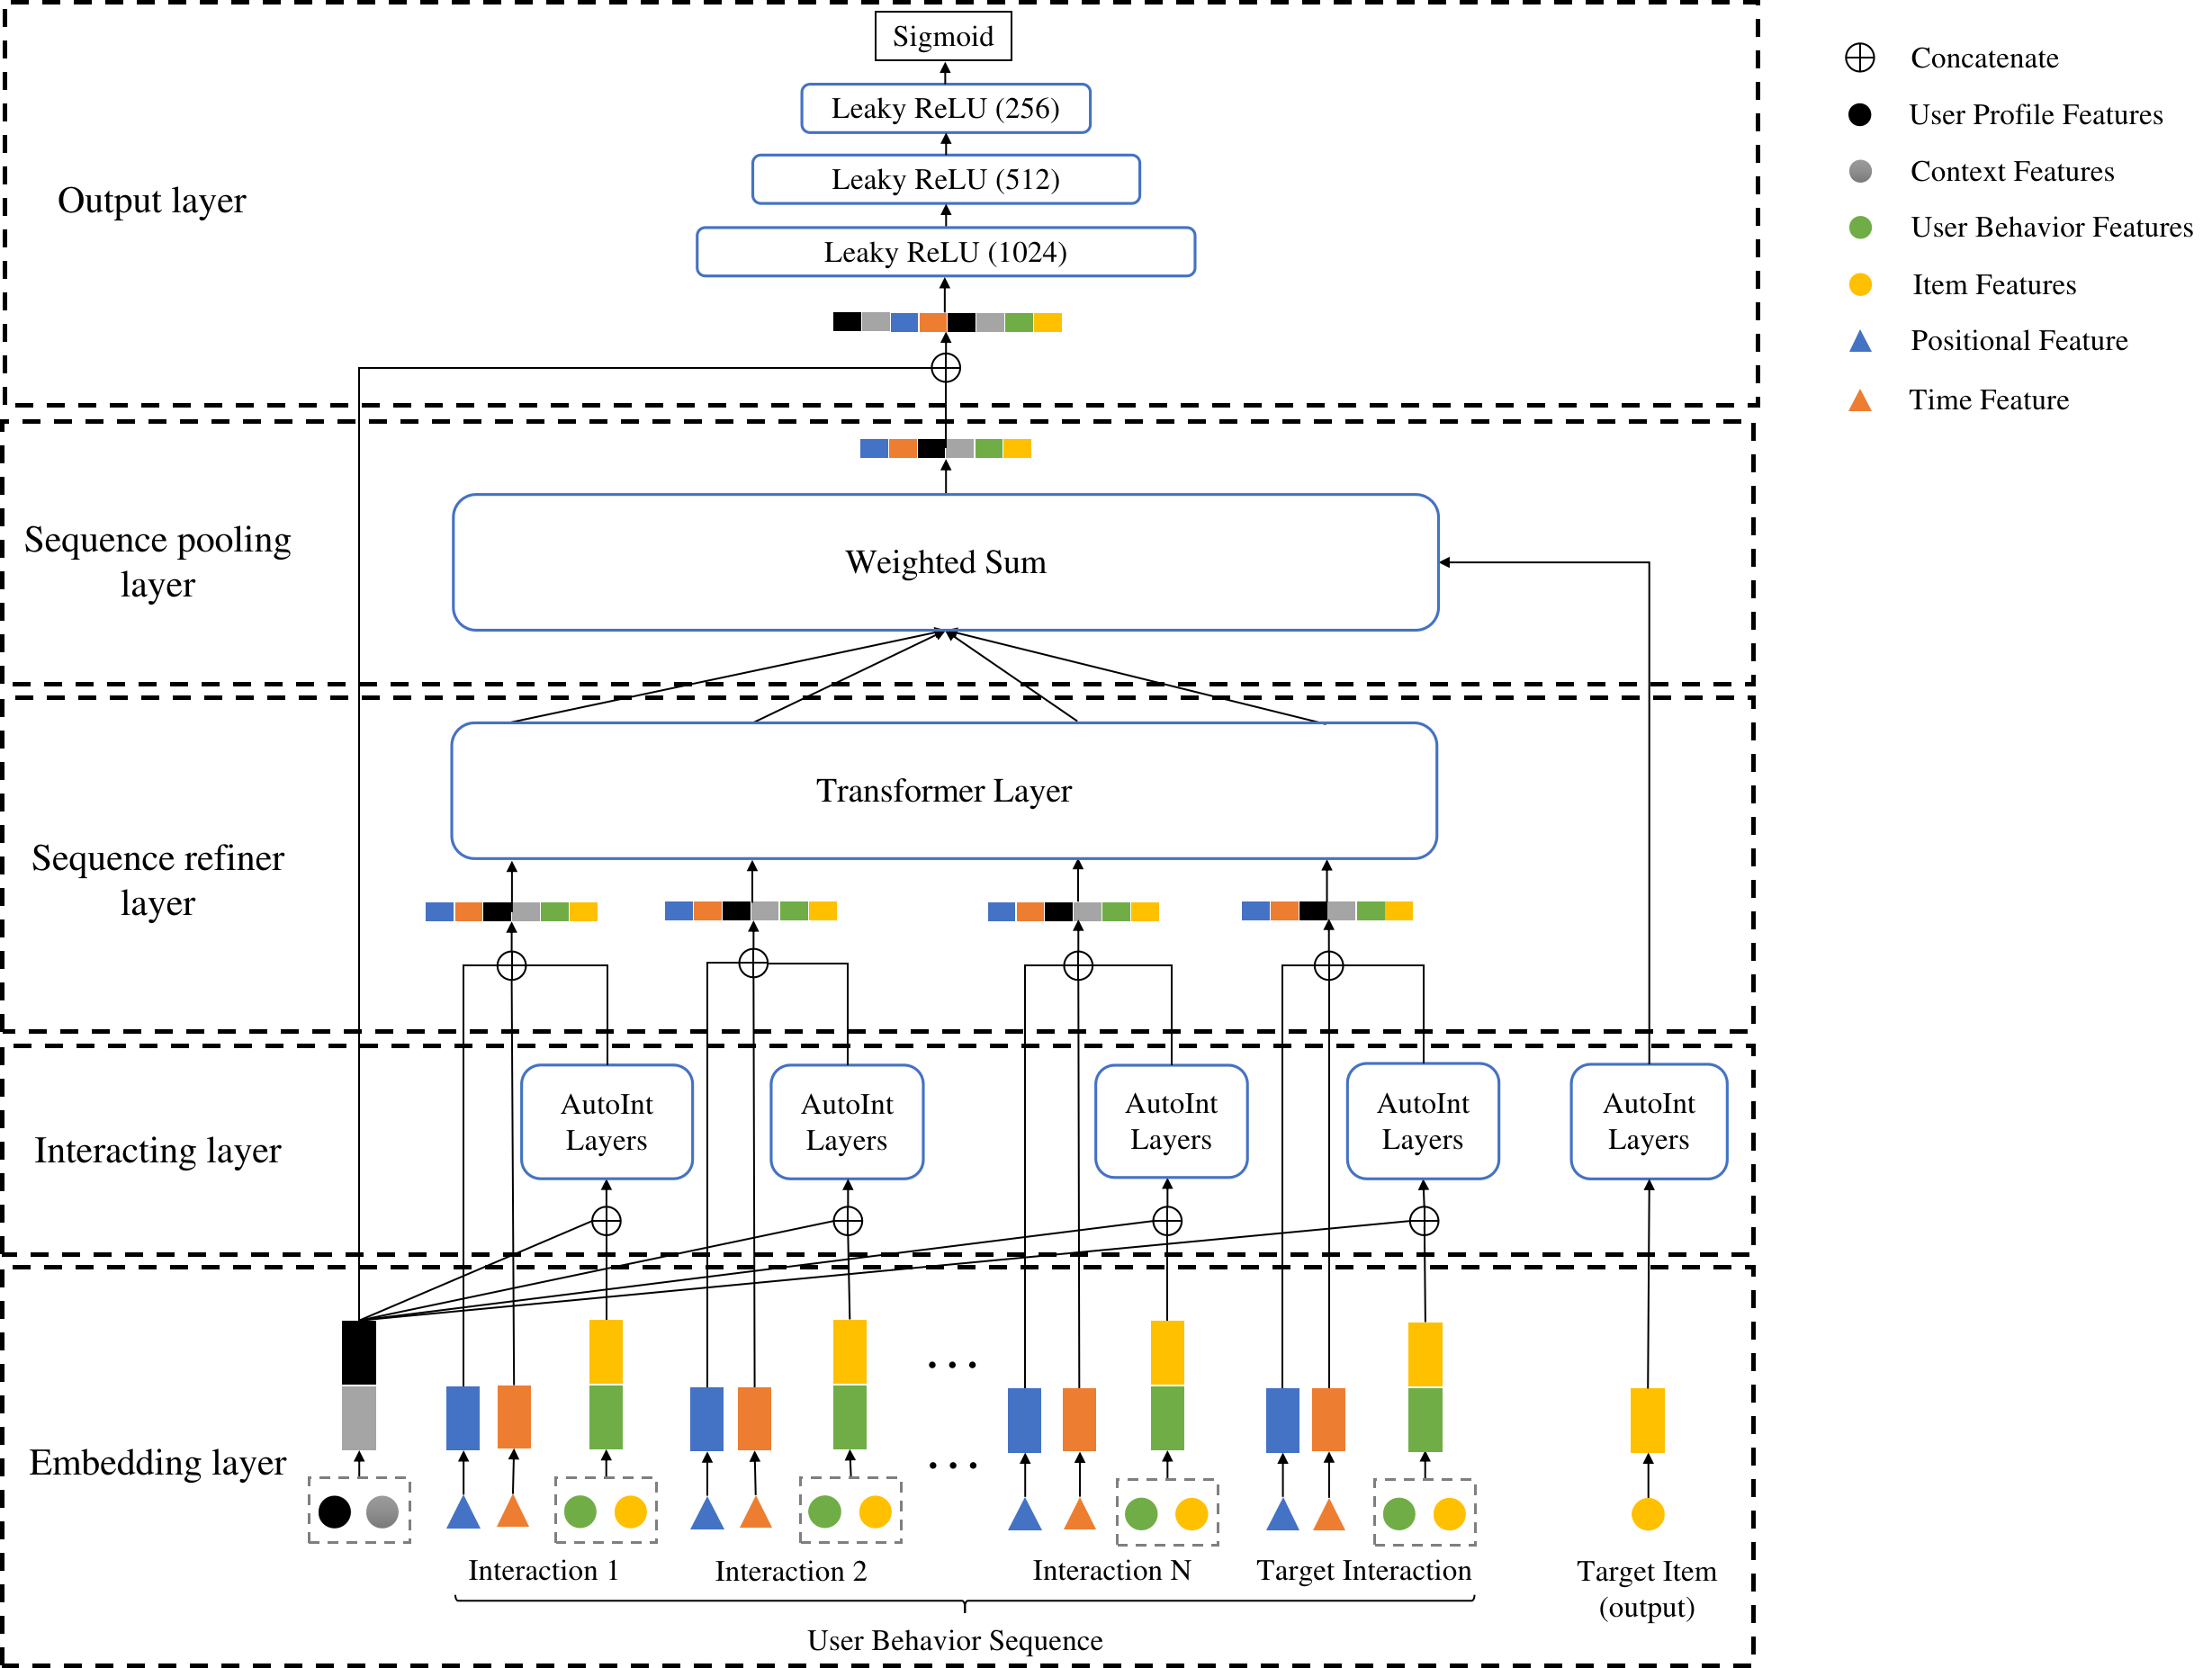 Sigmoid
Leaky ReLU (256)
Leaky ReLU (512)
Leaky ReLU (1024)
Output layer
Concatenate
User Profile Features
Context Features
User Behavior Features
Item Features
Positional Feature
Time Feature
Sequence pooling
layer
Weighted Sum
Sequence refiner
layer
Transformer Layer
Interacting layer
AutoInt
Layers
AutoInt
Layers
AutoInt
Layers
AutoInt
Layers
AutoInt
Layers
Embedding layer
...
...
Interaction 1
Interaction 2
Interaction N
Target Interaction
Target Item
(output)
User Behavior Sequence